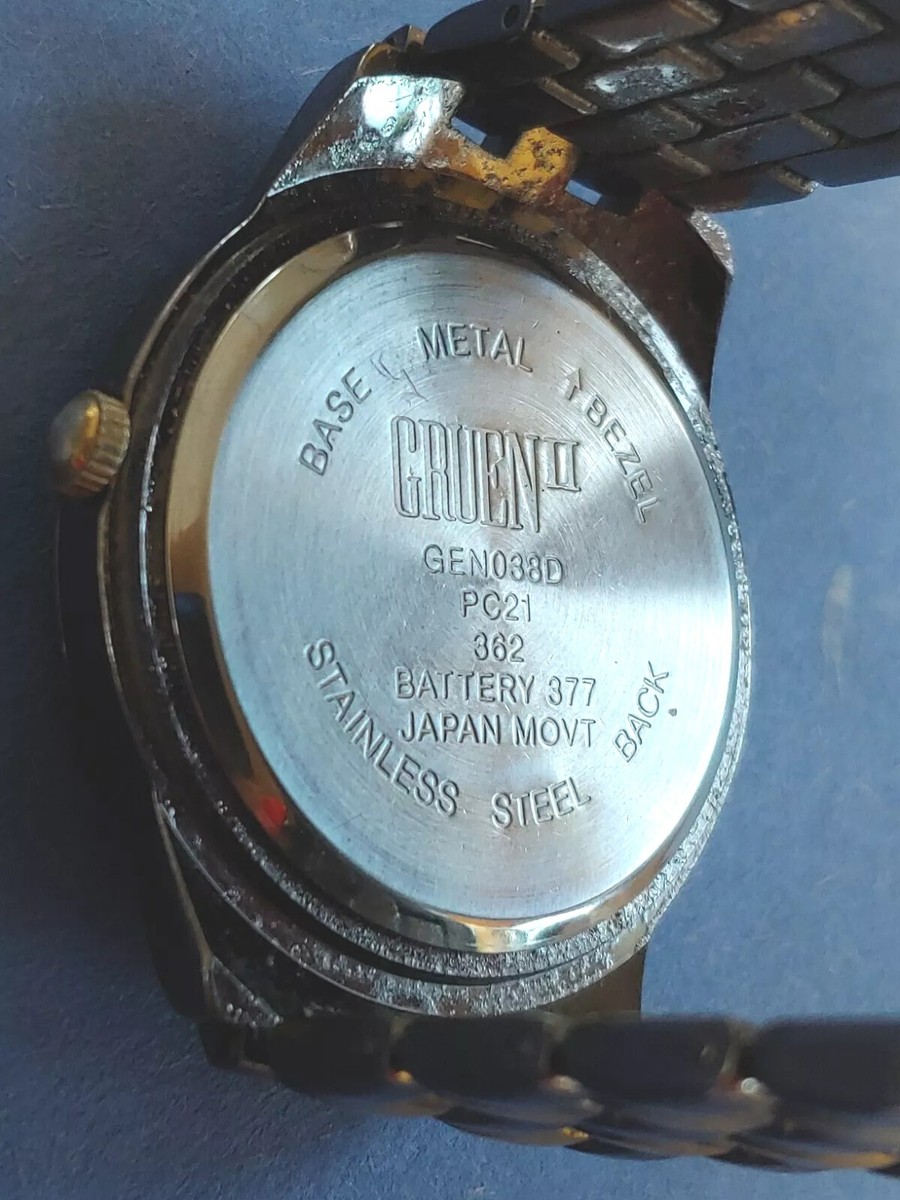 BASE METAL ↑ BEZEL
GRUEN II
GEN038D
PC21
362
BATTERY 377
JAPAN MOVT
STAINLESS STEEL BACK